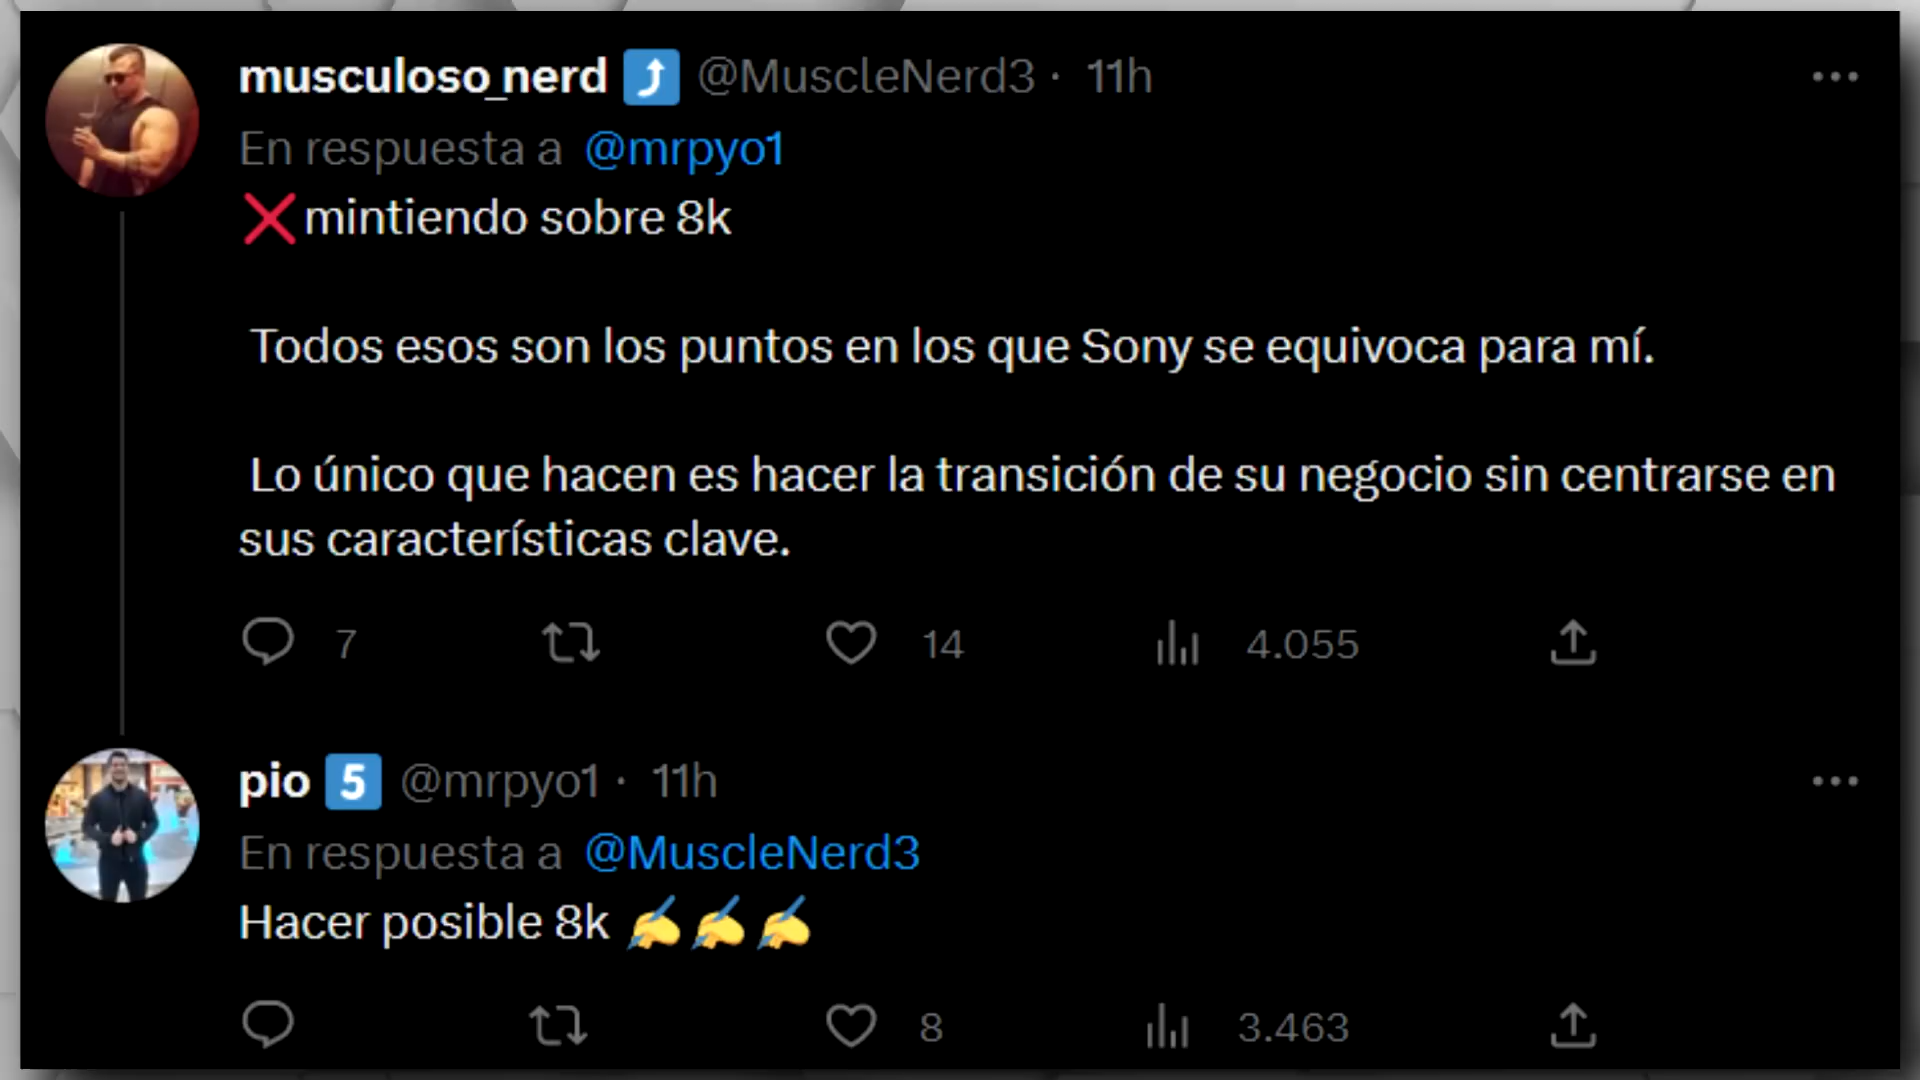 musculoso_nerd ⤴️ @MuscleNerd3 · 11h
En respuesta a @mrpyo1
❌mintiendo sobre 8k
Todos esos son los puntos en los que Sony se equivoca para mí.
Lo único que hacen es hacer la transición de su negocio sin centrarse en
sus características clave.
7 14 4.055
pio 5️⃣ @mrpyo1 · 11h
En respuesta a @MuscleNerd3
Hacer posible 8k ✍️✍️✍️
8 3.463